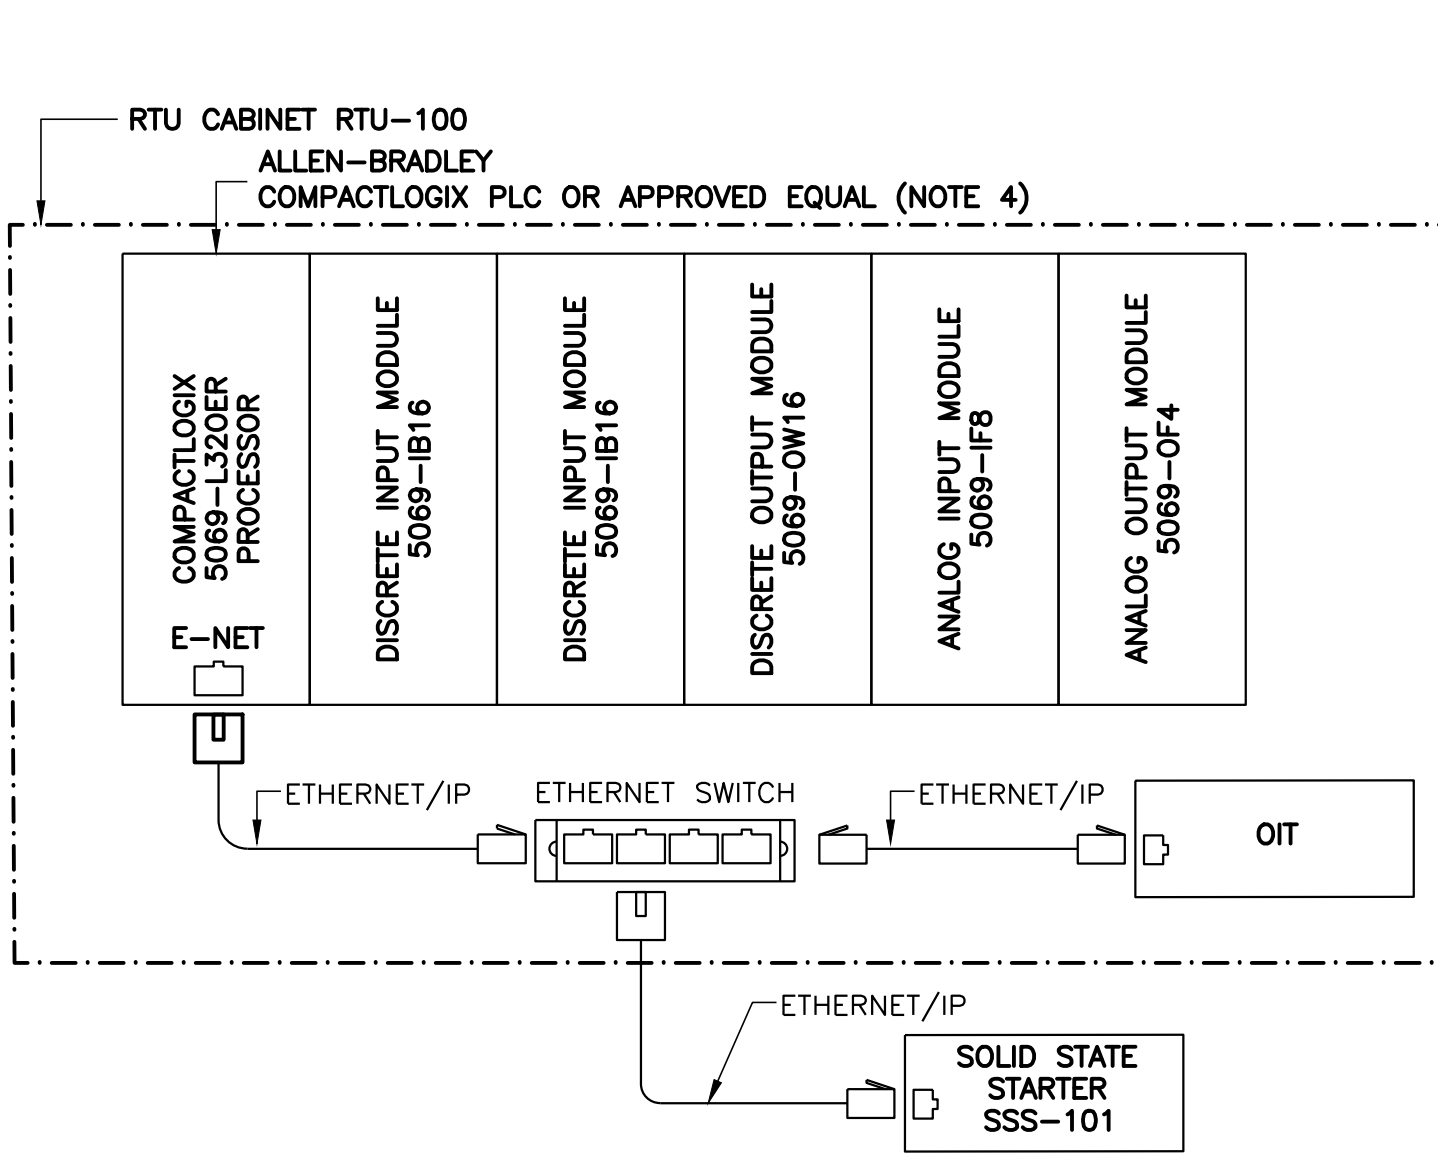 RTU CABINET RTU-100
ALLEN-BRADLEY
COMPACTLOGIX PLC OR APPROVED EQUAL (NOTE 4)
COMPACTLOGIX
5069-L320ER
PROCESSOR
E-NET
DISCRETE INPUT MODULE
5069-IB16
DISCRETE INPUT MODULE
5069-IB16
DISCRETE OUTPUT MODULE
5069-OW16
ANALOG INPUT MODULE
5069-IF8
ANALOG OUTPUT MODULE
5069-OF4
ETHERNET/IP
ETHERNET SWITCH
ETHERNET/IP
OIT
ETHERNET/IP
SOLID STATE
STARTER
SSS-101